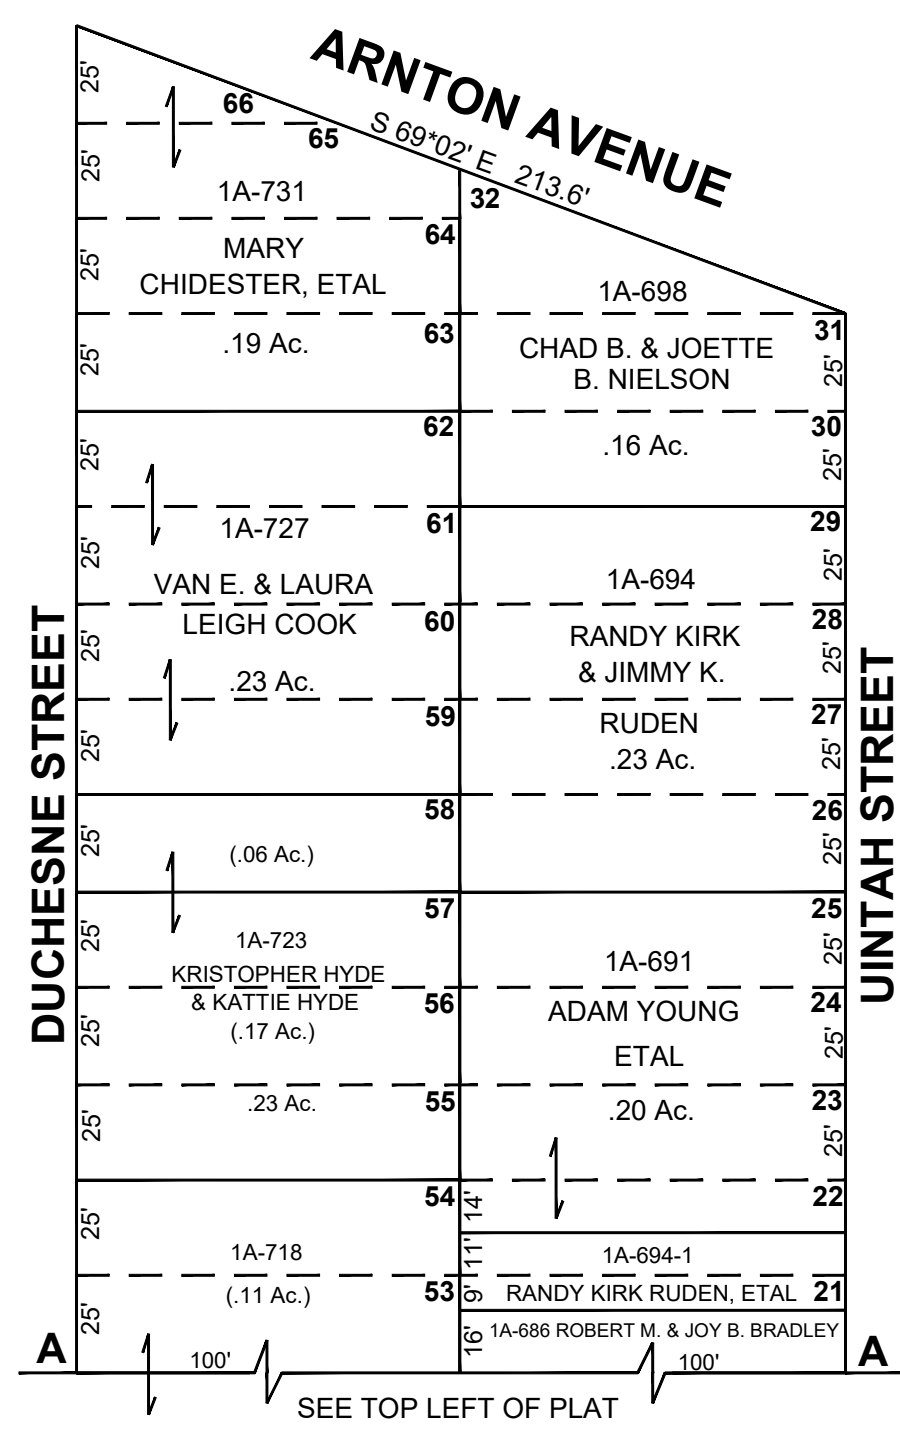 ARNTON AVENUE
S 69*02' E 213.6'
DUCHESNE STREET
UINTAH STREET
25'
66
25'
65
1A-731
25'
64
MARY
CHIDESTER, ETAL
25'
63
.19 Ac.
25'
62
25'
61
1A-727
VAN E. & LAURA
25'
60
LEIGH COOK
.23 Ac.
25'
59
25'
58
(.06 Ac.)
25'
57
1A-723
KRISTOPHER HYDE
25'
56
& KATTIE HYDE
(.17 Ac.)
25'
55
.23 Ac.
25'
54
1A-718
25'
53
(.11 Ac.)
100'
32
1A-698
31
CHAD B. & JOETTE
B. NIELSON
25'
30
.16 Ac.
25'
29
25'
1A-694
28
RANDY KIRK
& JIMMY K.
25'
27
RUDEN
.23 Ac.
25'
26
25'
25
25'
1A-691
24
ADAM YOUNG
25'
ETAL
23
.20 Ac.
25'
22
14'
11'
1A-694-1
9'
RANDY KIRK RUDEN, ETAL
21
16'
1A-686 ROBERT M. & JOY B. BRADLEY
100'
A
A
SEE TOP LEFT OF PLAT